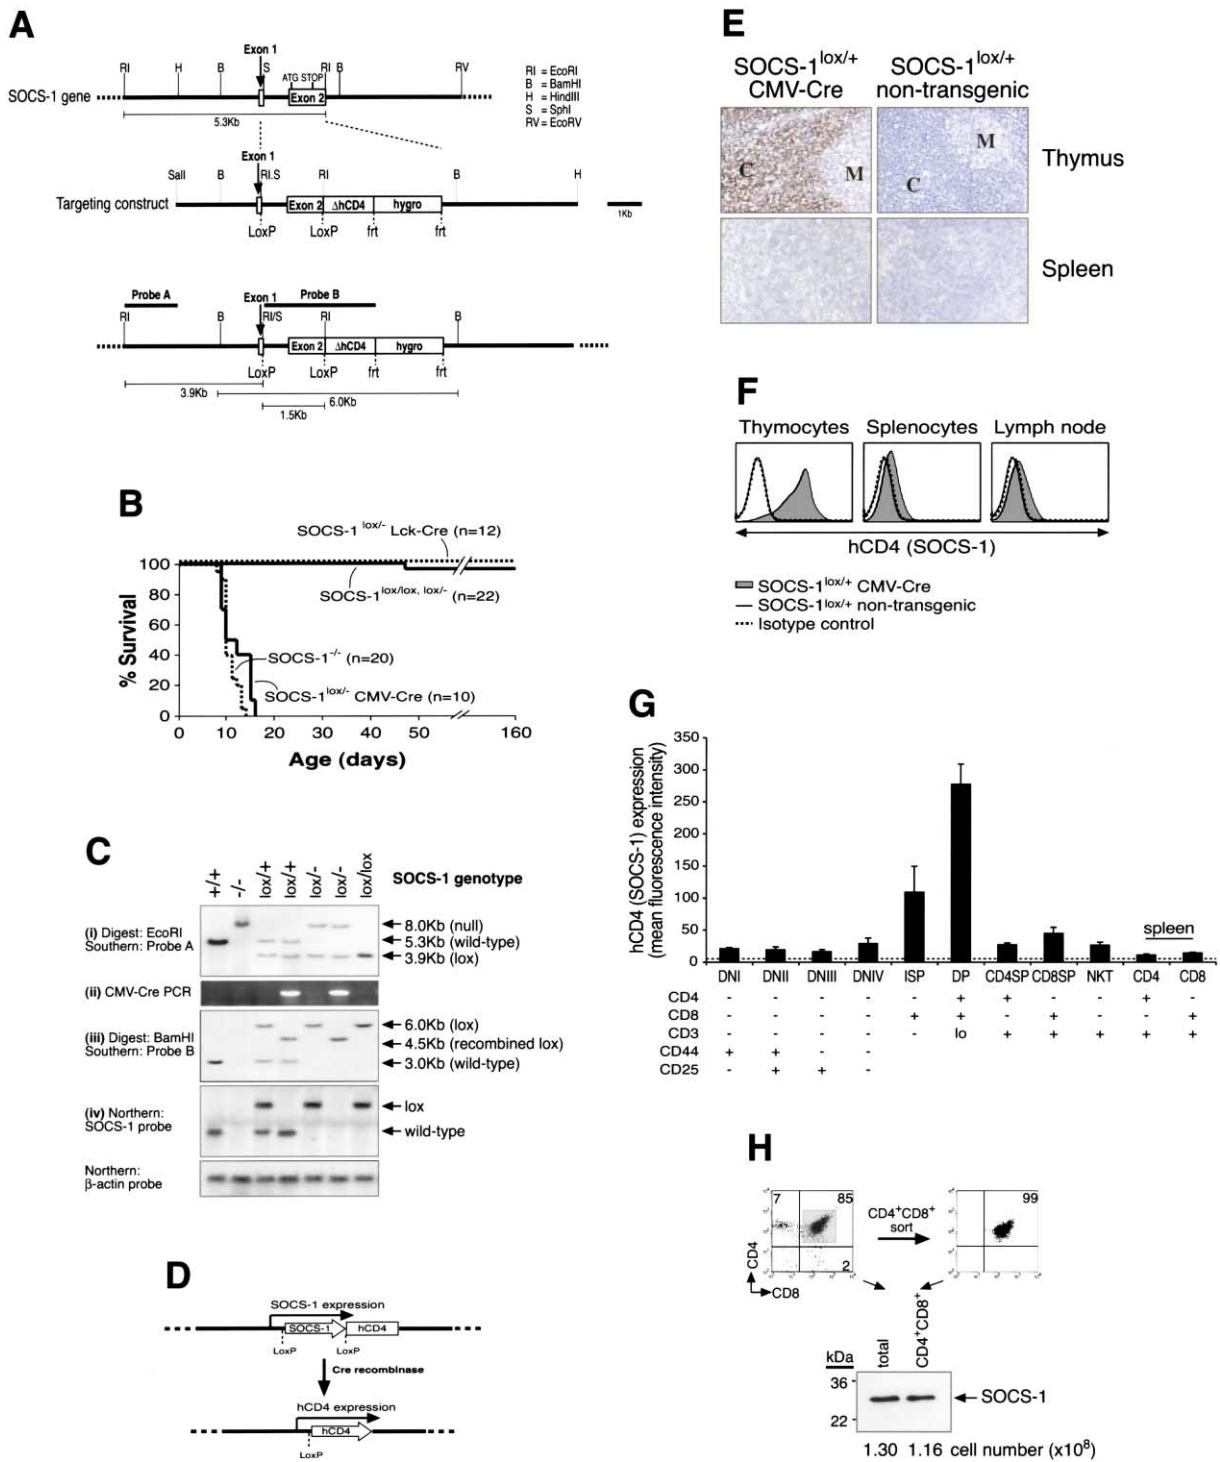 A
Exon 1
RI H B S ATG STOP RI B RV
SOCS-1 gene
Exon 2
5.3Kb
RI = EcoRI
B = BamHI
H = HindIII
S = SphI
RV = EcoRV
Exon 1
SalI B RI.S RI B H
Targeting construct
Exon 2 ΔhCD4 hygro
1Kb
LoxP LoxP frt frt
Probe A Exon 1 Probe B
RI B RI/S RI B
Exon 2 ΔhCD4 hygro
LoxP LoxP frt frt
3.9Kb
6.0Kb
1.5Kb
B
SOCS-1 lox/- Lck-Cre (n=12)
SOCS-1 lox/lox, lox/- (n=22)
SOCS-1 -/- (n=20)
SOCS-1 lox/- CMV-Cre (n=10)
% Survival
100
80
60
40
20
0
0 10 20 30 40 50 160
Age (days)
C
+/+ -/- lox/+ lox/+ lox/- lox/- lox/lox
SOCS-1 genotype
(i) Digest: EcoRI
Southern: Probe A
8.0Kb (null)
5.3Kb (wild-type)
3.9Kb (lox)
(ii) CMV-Cre PCR
(iii) Digest: BamHI
Southern: Probe B
6.0Kb (lox)
4.5Kb (recombined lox)
3.0Kb (wild-type)
(iv) Northern:
SOCS-1 probe
lox
wild-type
Northern:
β-actin probe
D
SOCS-1 expression
SOCS-1 hCD4
LoxP LoxP
Cre recombinase
hCD4 expression
hCD4
LoxP
E
SOCS-1 lox/+ CMV-Cre
SOCS-1 lox/+ non-transgenic
C M
C M
Thymus
Spleen
F
Thymocytes Splenocytes Lymph node
hCD4 (SOCS-1)
SOCS-1 lox/+ CMV-Cre
SOCS-1 lox/+ non-transgenic
Isotype control
G
hCD4 (SOCS-1) expression
(mean fluorescence intensity)
350
300
250
200
150
100
50
0
spleen
DNI DNII DNIII DNIV ISP DP CD4SP CD8SP NKT CD4 CD8
CD4 - - - - - + + - - + -
CD8 - - - - + + - + - - +
CD3 - - - - - lo + + + + +
CD44 + + - -
CD25 - + + -
H
7 85
2
CD4
CD8
CD4+CD8+
sort
99
total
CD4+CD8+
kDa
36
22
SOCS-1
1.30 1.16 cell number (x10⁸)